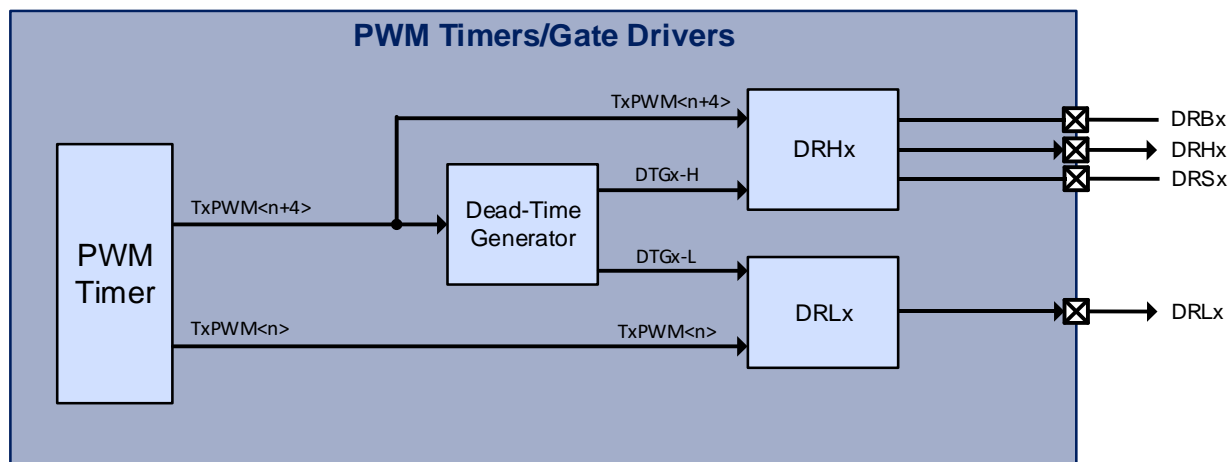 PWM Timers/Gate Drivers
TxPWM<n+4>
DRBx
DRHx
DRHx
DTGx-H
DRSx
TxPWM<n+4>
Dead-Time
Generator
PWM
Timer
DTGx-L
DRLx
DRLx
TxPWM<n>
TxPWM<n>